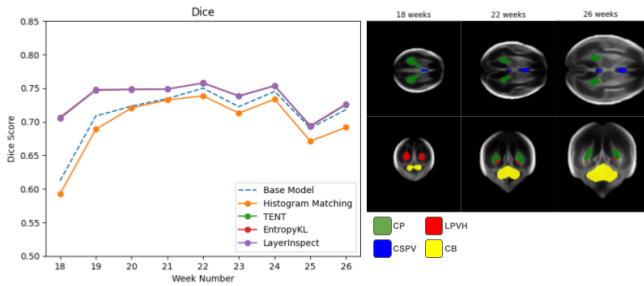 Dice
0.85
0.80
0.75
0.70
0.65
0.60
0.55
0.50
Dice Score
18 19 20 21 22 23 24 25 26
Week Number
Base Model
Histogram Matching
TENT
EntropyKL
LayerInspect
18 weeks 22 weeks 26 weeks
CP LPVH
CSPV CB